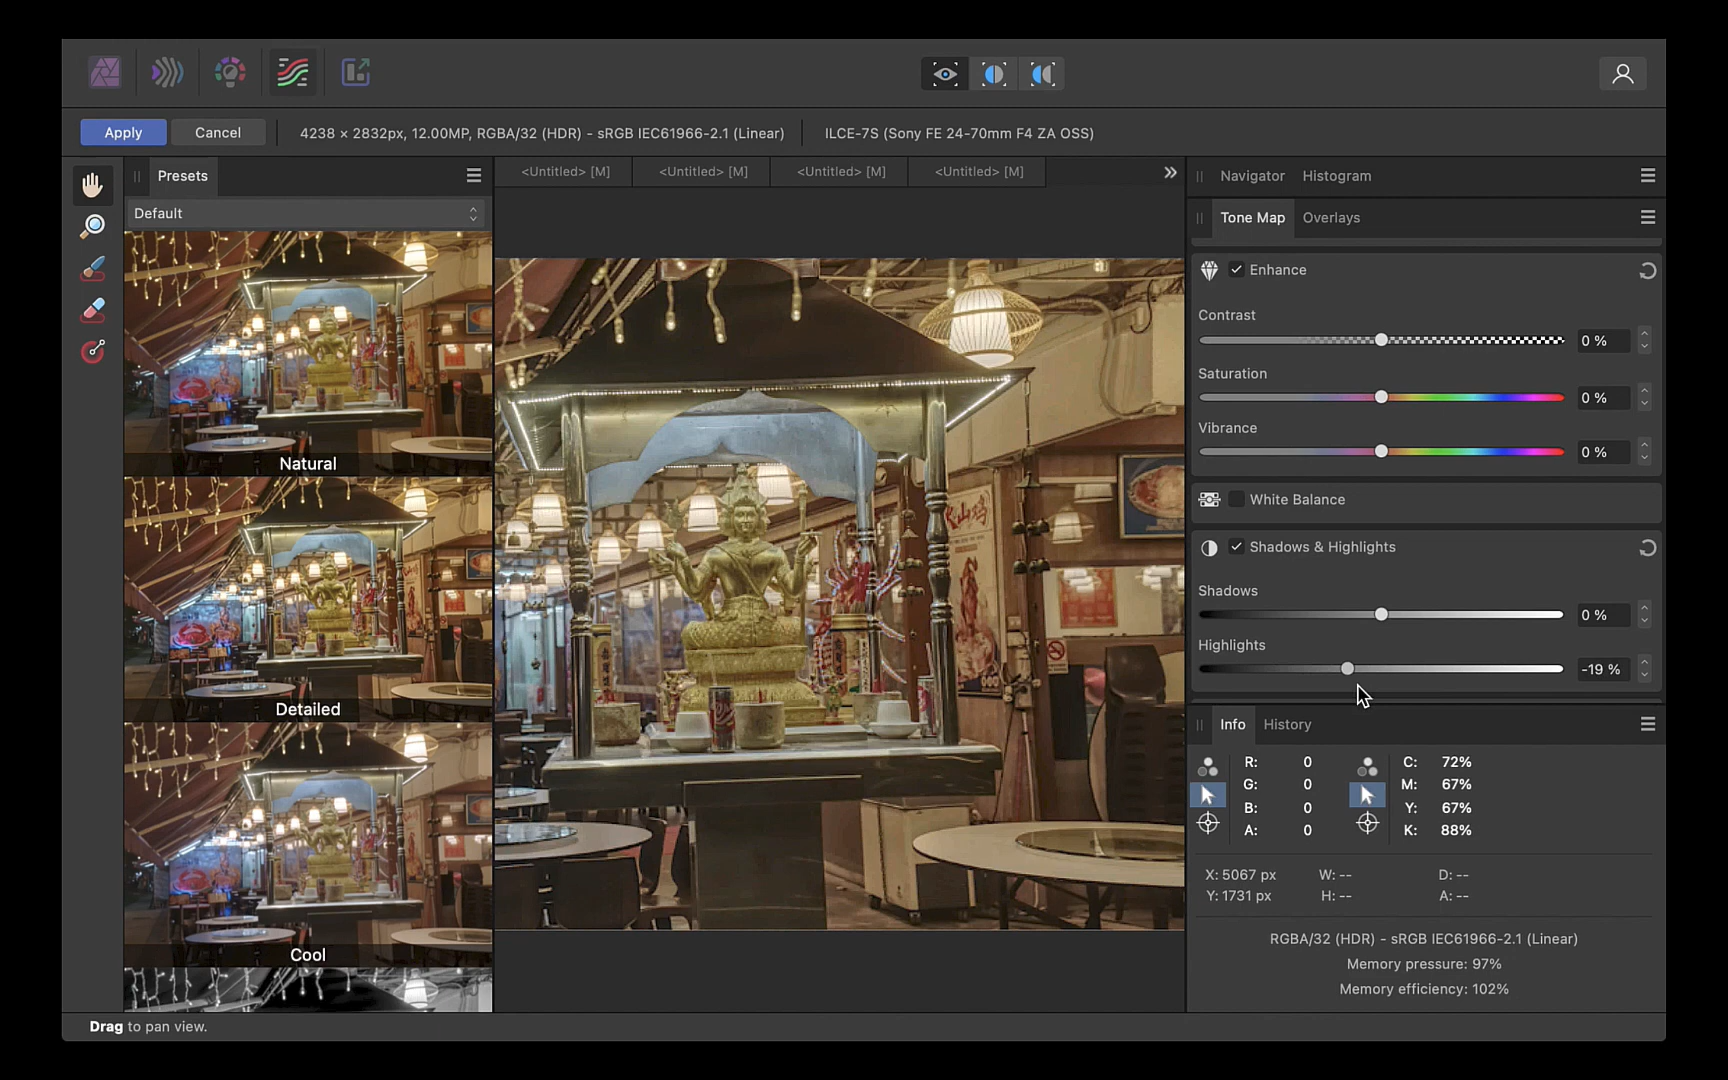 Apply
Cancel
4238 × 2832px, 12.00MP, RGBA/32 (HDR) - sRGB IEC61966-2.1 (Linear)
ILCE-7S (Sony FE 24-70mm F4 ZA OSS)
Presets
Default
Natural
Detailed
Cool
<Untitled> [M]
<Untitled> [M]
<Untitled> [M]
<Untitled> [M]
Navigator
Histogram
Tone Map
Overlays
Enhance
Contrast
0 %
Saturation
0 %
Vibrance
0 %
White Balance
Shadows & Highlights
Shadows
0 %
Highlights
-19 %
Info
History
R: 0
G: 0
B: 0
A: 0
C: 72%
M: 67%
Y: 67%
K: 88%
X: 5067 px
Y: 1731 px
W: --
H: --
D: --
A: --
RGBA/32 (HDR) - sRGB IEC61966-2.1 (Linear)
Memory pressure: 97%
Memory efficiency: 102%
Drag to pan view.